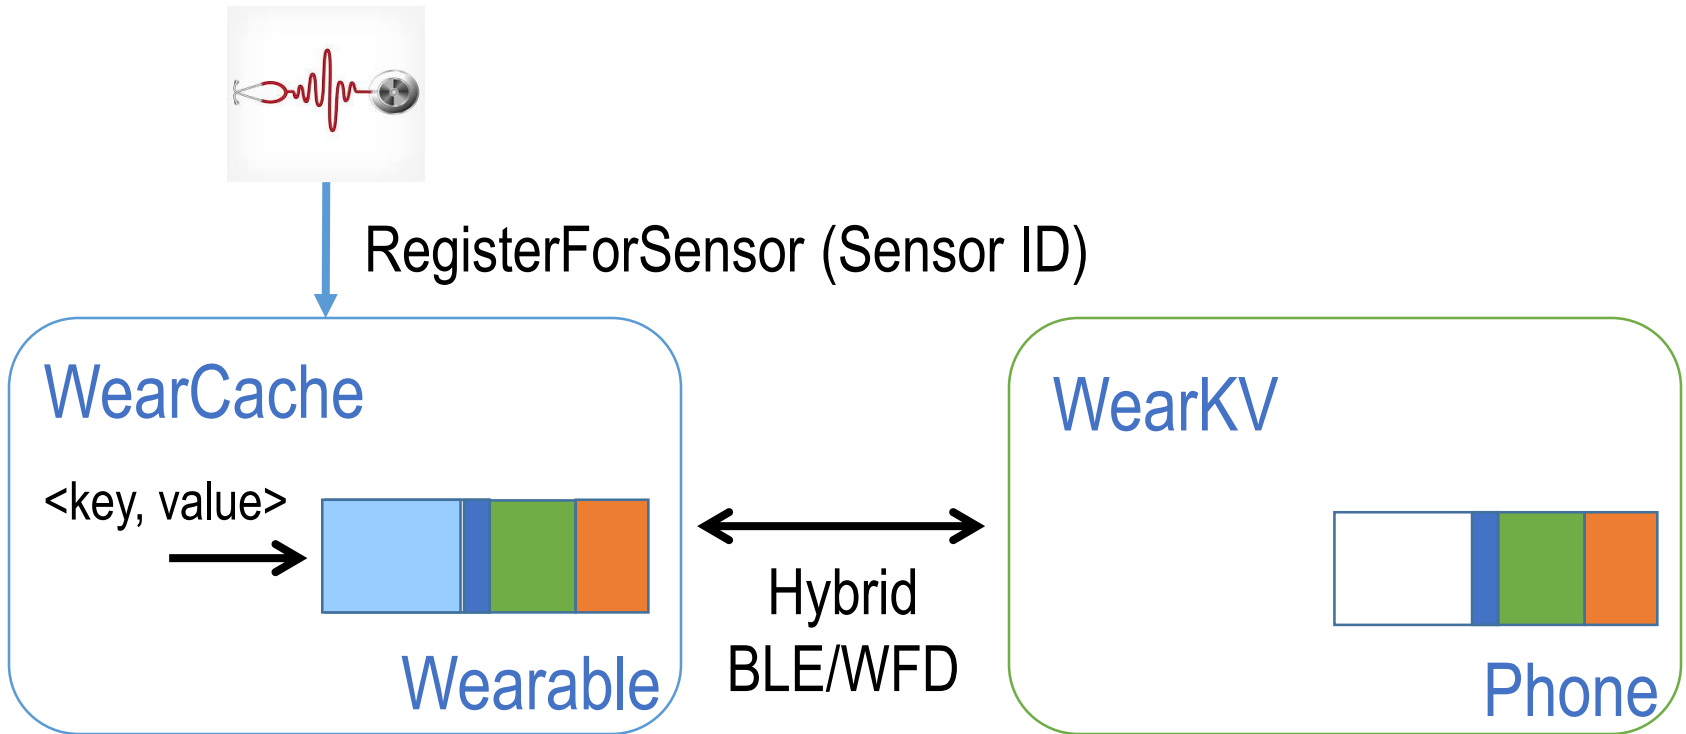 RegisterForSensor (Sensor ID)
WearCache
<key, value>
Wearable
Hybrid
BLE/WFD
WearKV
Phone